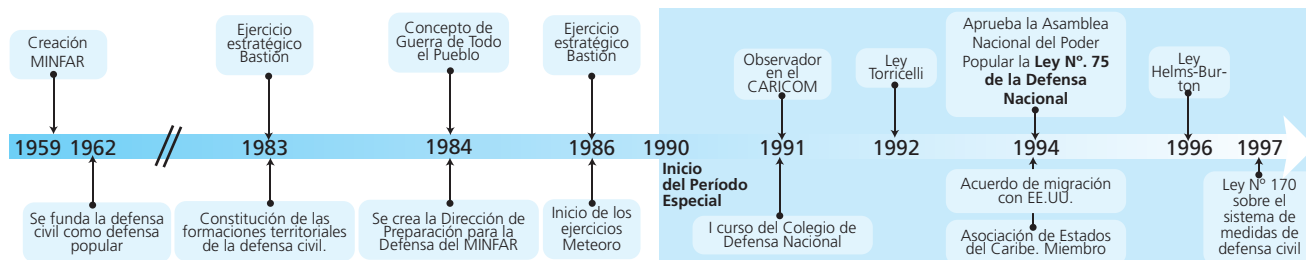 Creación
MINFAR
Ejercicio
estratégico
Bastión
Concepto de
Guerra de Todo
el Pueblo
Ejercicio
estratégico
Bastión
Observador
en el
CARICOM
Ley
Torricelli
Aprueba la Asamblea
Nacional del Poder
Popular la Ley Nº. 75
de la Defensa
Nacional
Ley
Helms-Bur-
ton
1959 1962 1983 1984 1986 1990 1991 1992 1994 1996 1997
Se funda la defensa
civil como defensa
popular
Constitución de las
formaciones territoriales
de la defensa civil.
Se crea la Dirección de
Preparación para la
Defensa del MINFAR
Inicio de los
ejercicios
Meteoro
Inicio
del Período
Especial
I curso del Colegio de
Defensa Nacional
Acuerdo de migración
con EE.UU.
Asociación de Estados
del Caribe. Miembro
Ley Nº 170
sobre el
sistema de
medidas de
defensa civil